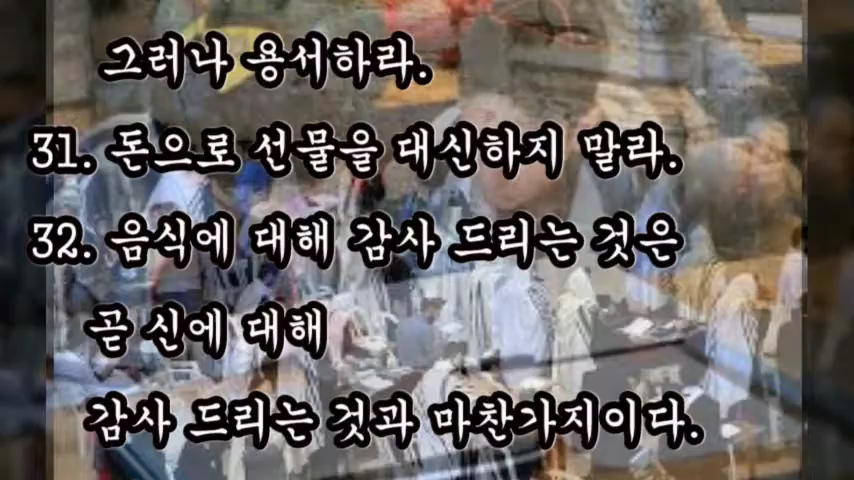 그러나 용서하라.
31. 돈으로 선물을 대신하지 말라.
32. 음식에 대해 감사 드리는 것은
곧 신에 대해
감사 드리는 것과 마찬가지이다.